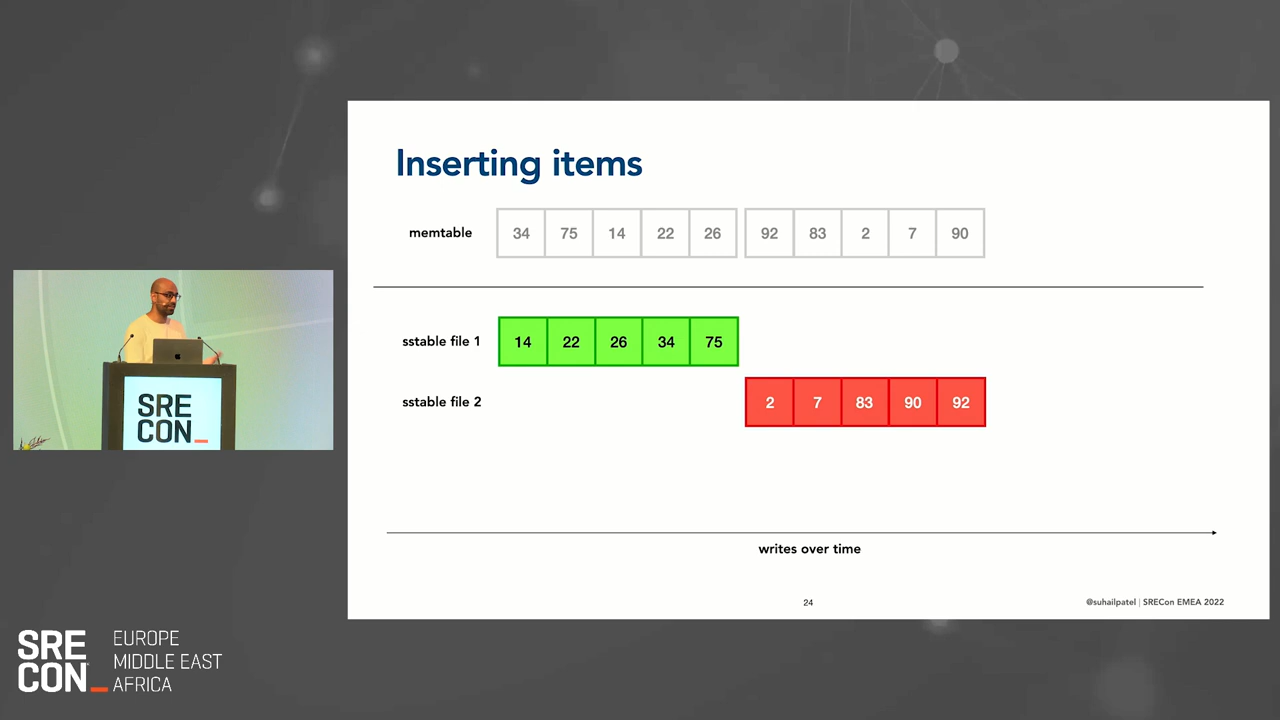 Inserting items
memtable 34 75 14 22 26 92 83 2 7 90
sstable file 1 14 22 26 34 75
sstable file 2 2 7 83 90 92
writes over time
24
@suhailpatel | SRECon EMEA 2022
SRE
CON_
SRE
CON_
EUROPE
MIDDLE EAST
AFRICA